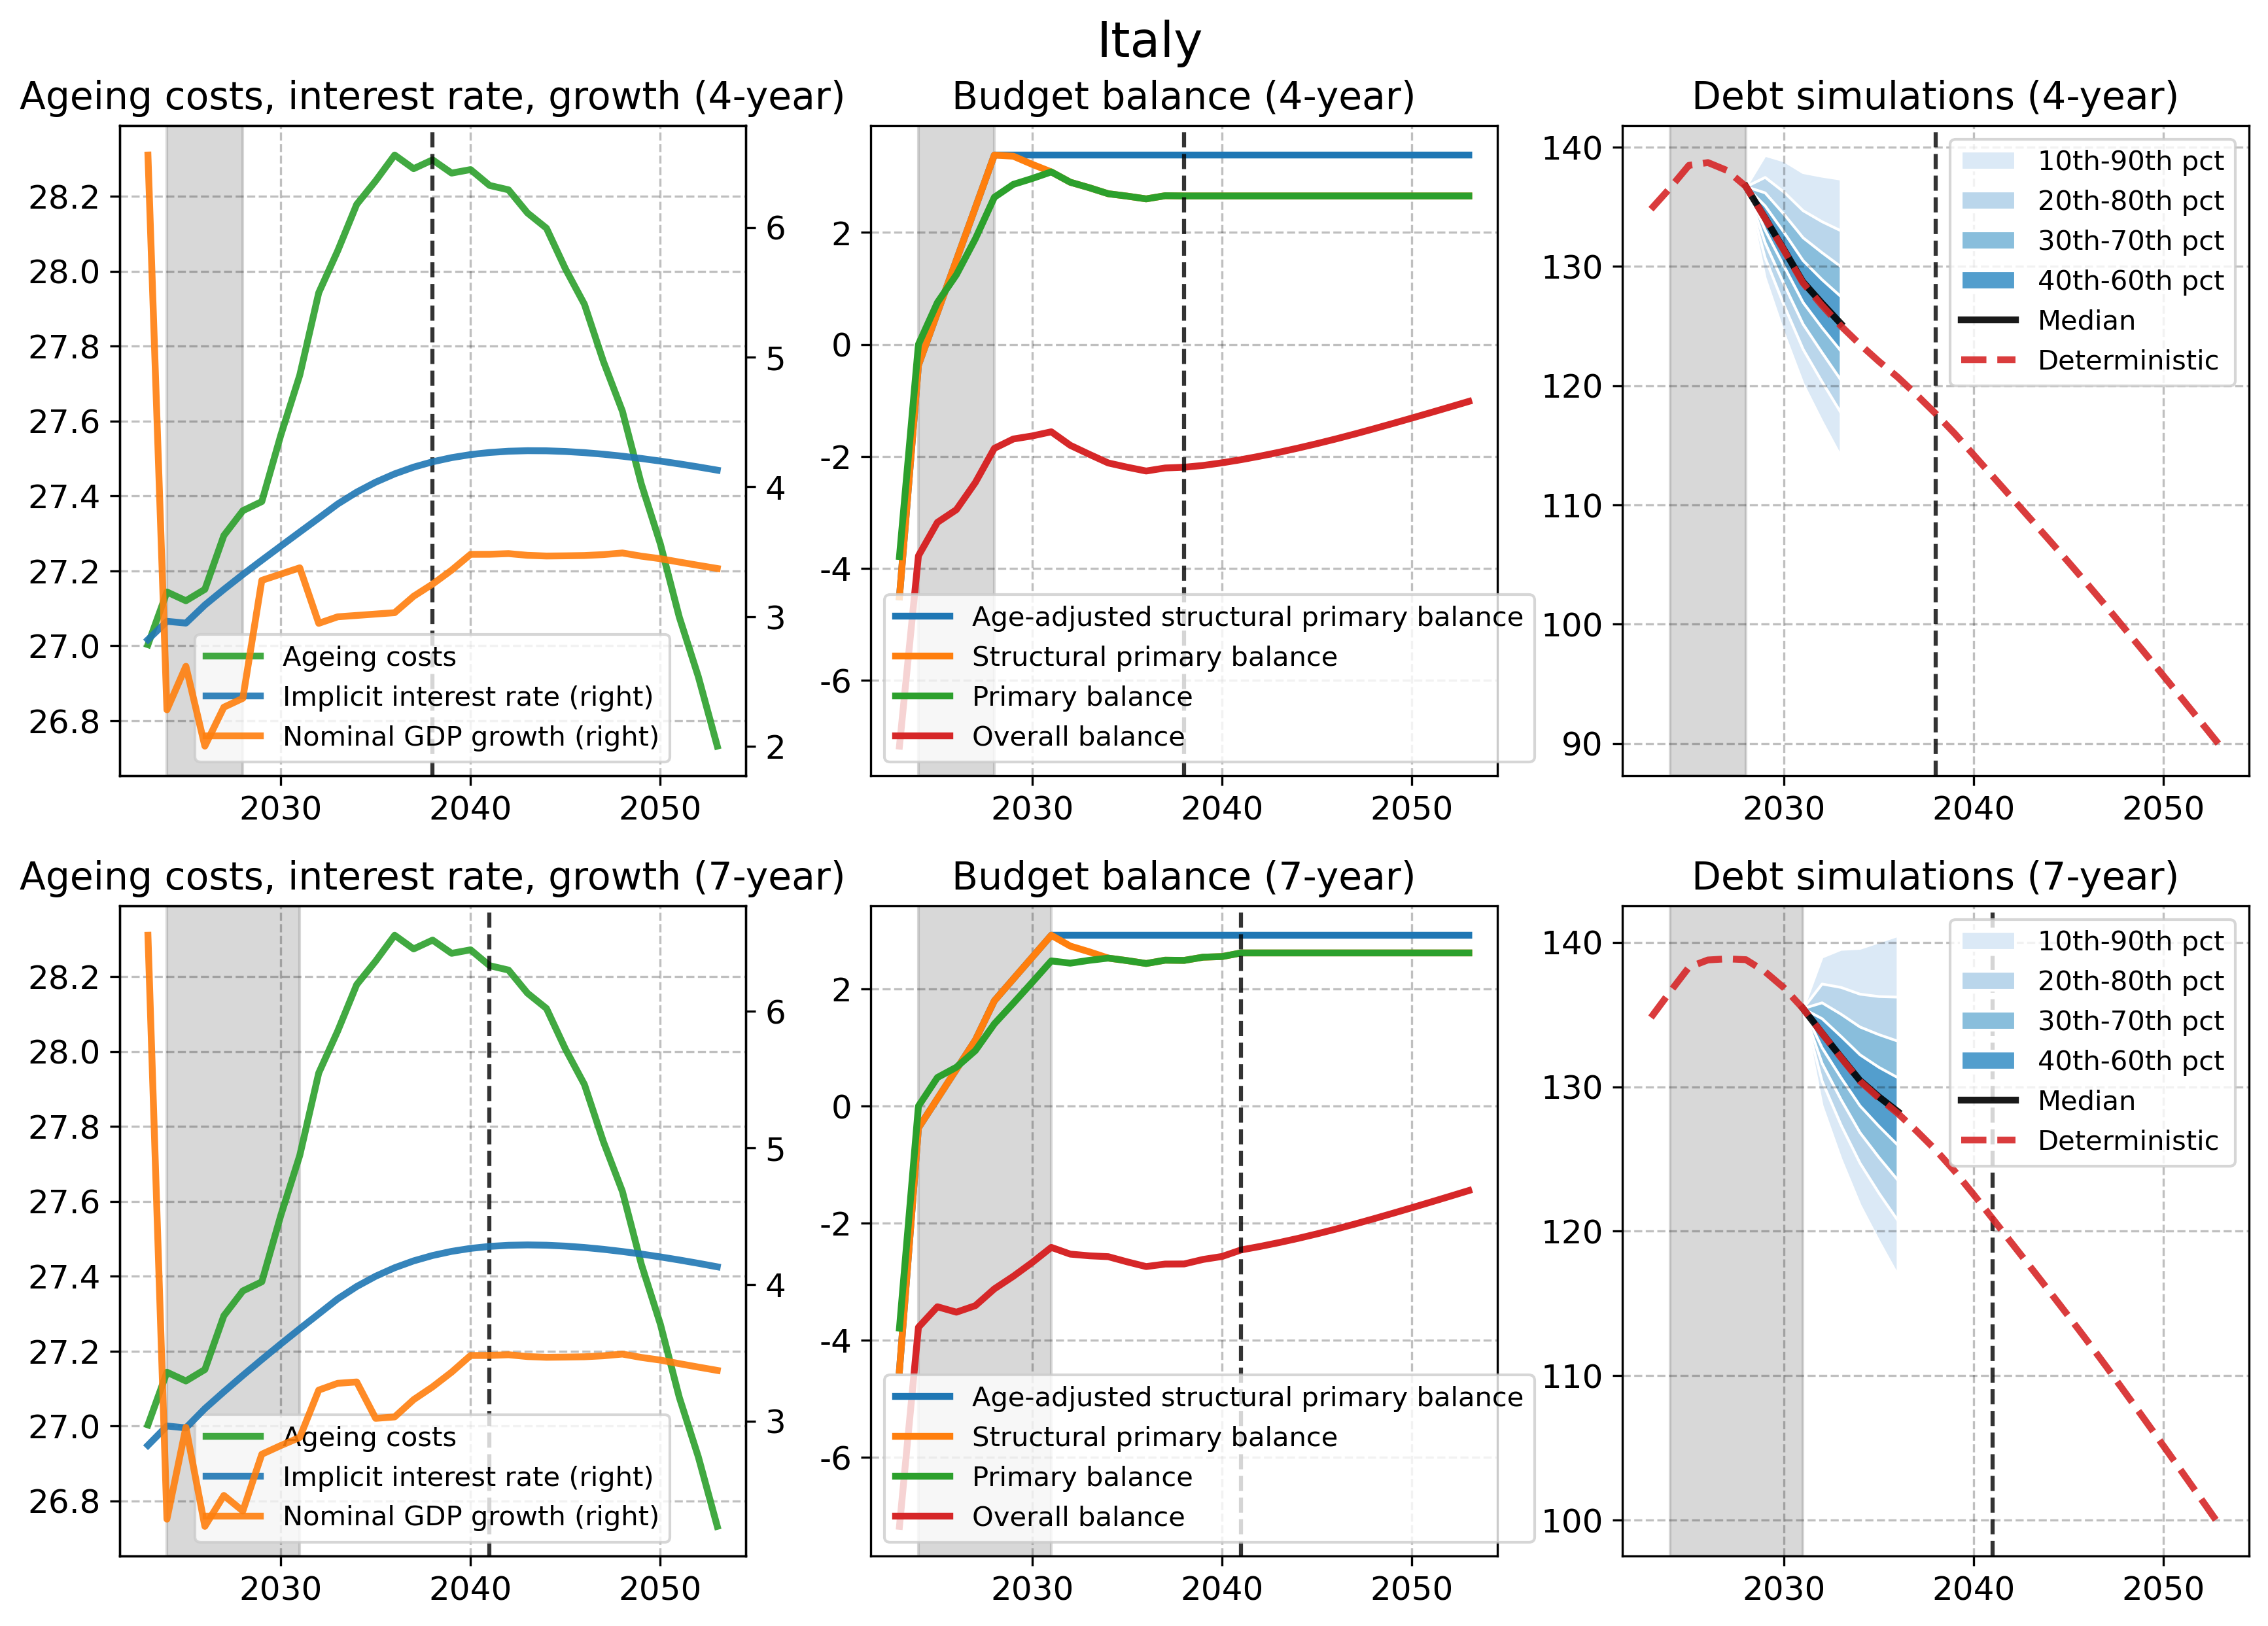 Italy
Ageing costs, interest rate, growth (4-year)
28.2
28.0
27.8
27.6
27.4
27.2
27.0
26.8
6
5
4
3
2
2030
2040
2050
Ageing costs
Implicit interest rate (right)
Nominal GDP growth (right)
Budget balance (4-year)
2
0
-2
-4
-6
2030
2040
2050
Age-adjusted structural primary balance
Structural primary balance
Primary balance
Overall balance
Debt simulations (4-year)
140
130
120
110
100
90
2030
2040
2050
10th-90th pct
20th-80th pct
30th-70th pct
40th-60th pct
Median
Deterministic
Ageing costs, interest rate, growth (7-year)
28.2
28.0
27.8
27.6
27.4
27.2
27.0
26.8
6
5
4
3
2030
2040
2050
Ageing costs
Implicit interest rate (right)
Nominal GDP growth (right)
Budget balance (7-year)
2
0
-2
-4
-6
2030
2040
2050
Age-adjusted structural primary balance
Structural primary balance
Primary balance
Overall balance
Debt simulations (7-year)
140
130
120
110
100
2030
2040
2050
10th-90th pct
20th-80th pct
30th-70th pct
40th-60th pct
Median
Deterministic